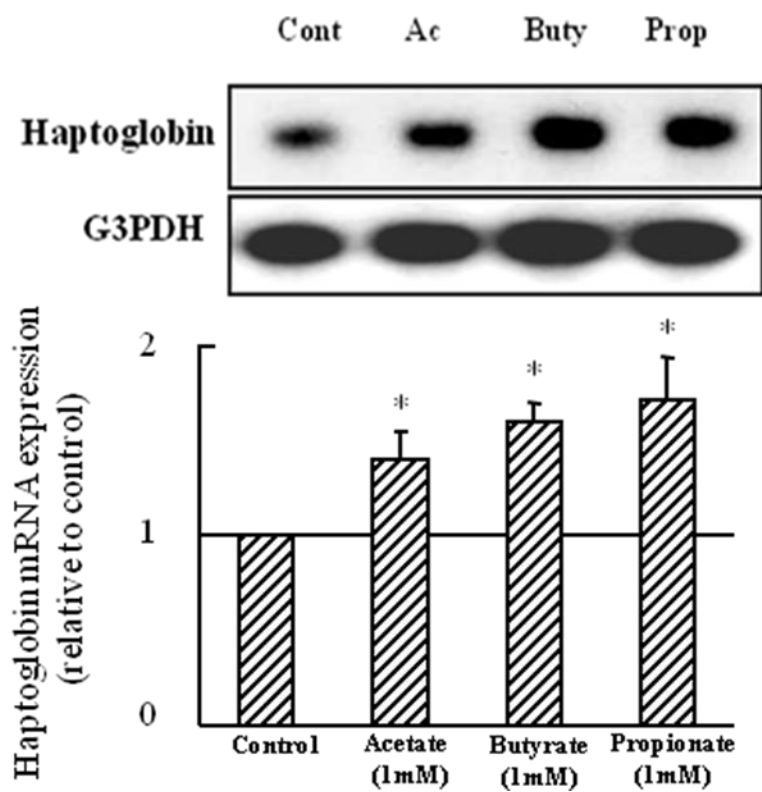 Cont Ac Buty Prop
Haptoglobin
G3PDH
Haptoglobin mRNA expression
(relative to control)
2
*
*
*
1
0
Control Acetate Butyrate Propionate
(1mM) (1mM) (1mM)